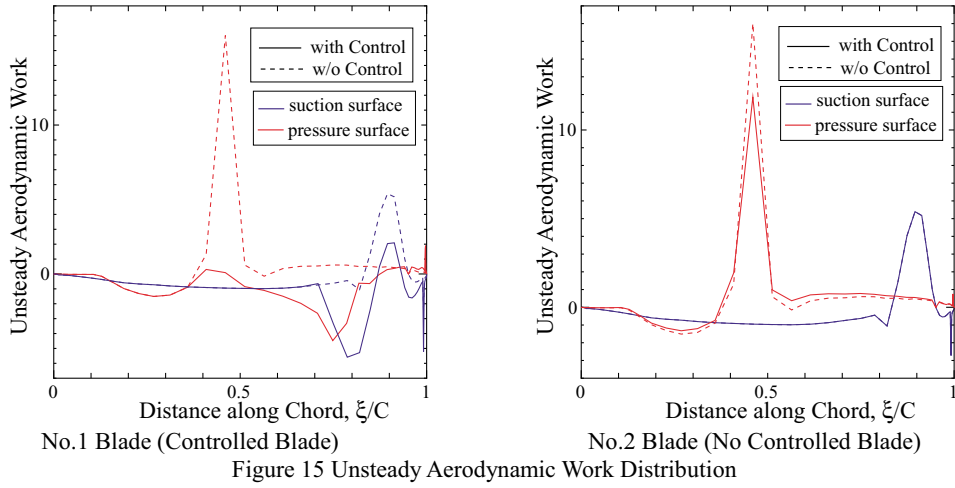 with Control
w/o Control
suction surface
pressure surface
10
0
Unsteady Aerodynamic Work
0
0.5
1
Distance along Chord, ξ/C
No.1 Blade (Controlled Blade)
with Control
w/o Control
suction surface
pressure surface
10
0
Unsteady Aerodynamic Work
0
0.5
1
Distance along Chord, ξ/C
No.2 Blade (No Controlled Blade)
Figure 15 Unsteady Aerodynamic Work Distribution